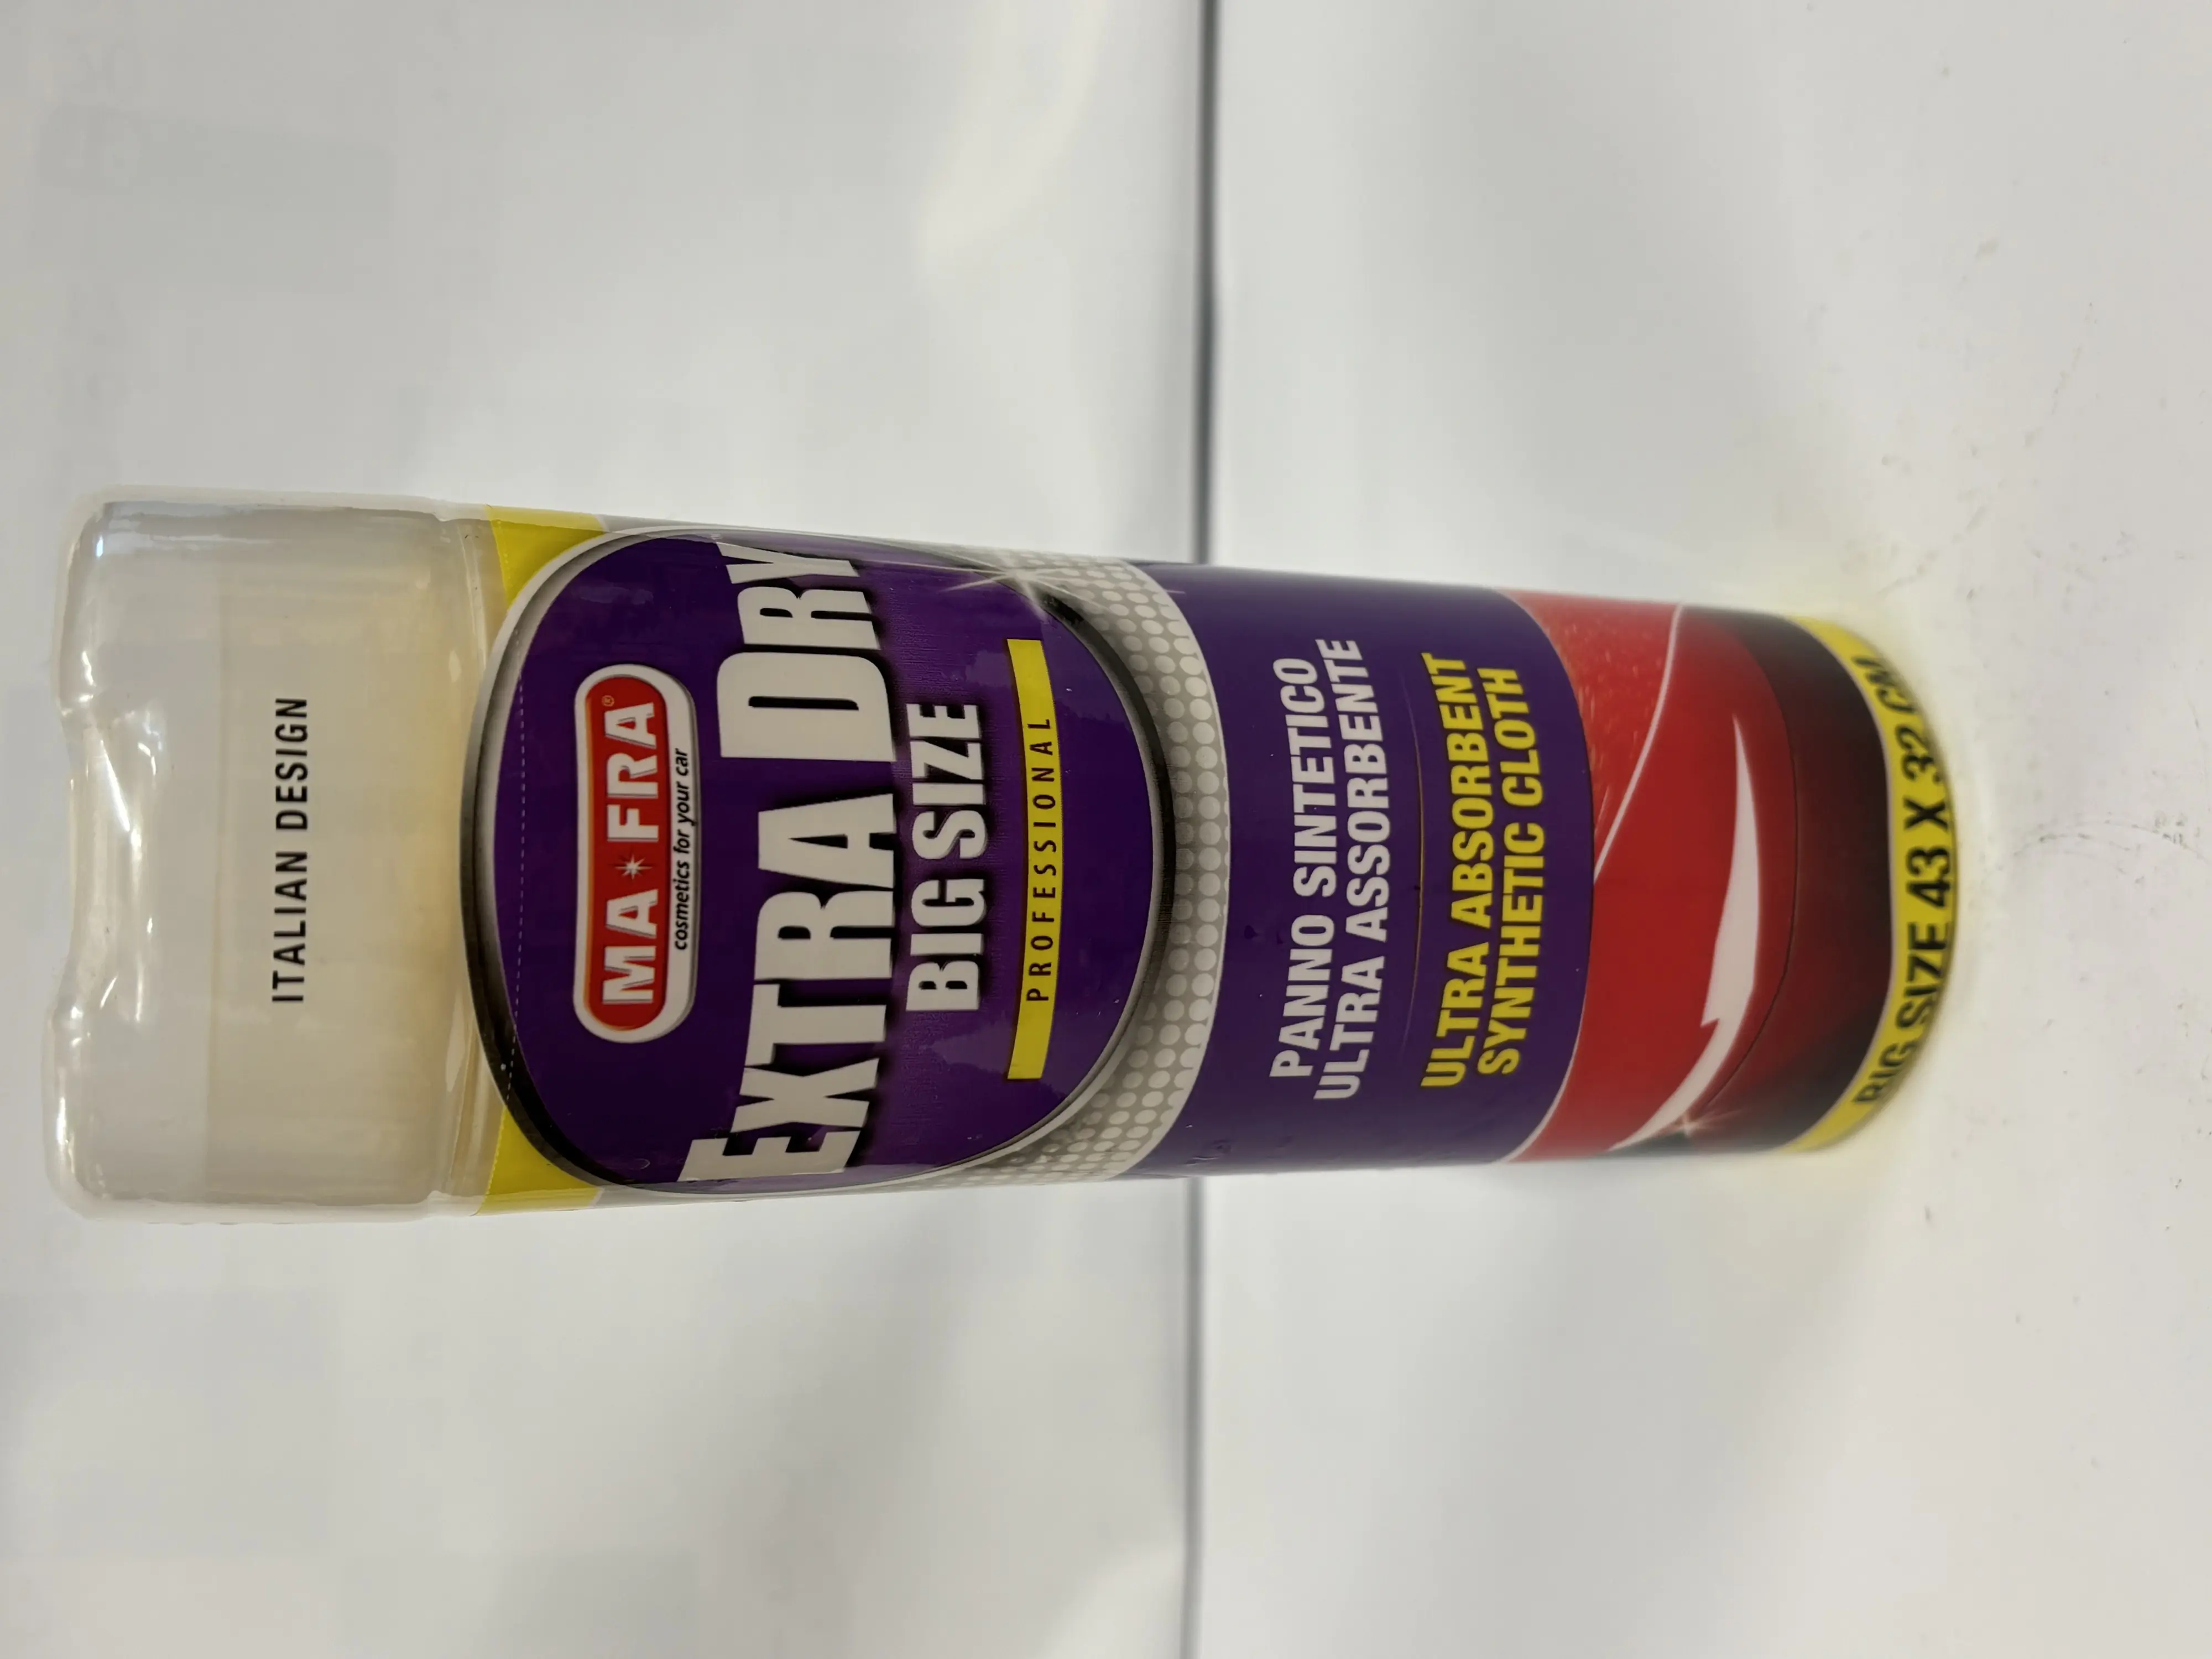 ITALIAN DESIGN
MA★FRA®
cosmetics for your car
EXTRA DRY
BIG SIZE
PROFESSIONAL
PANNO SINTETICO
ULTRA ASSORBENTE
ULTRA ABSORBENT
SYNTHETIC CLOTH
BIG SIZE 43 X 32 CM